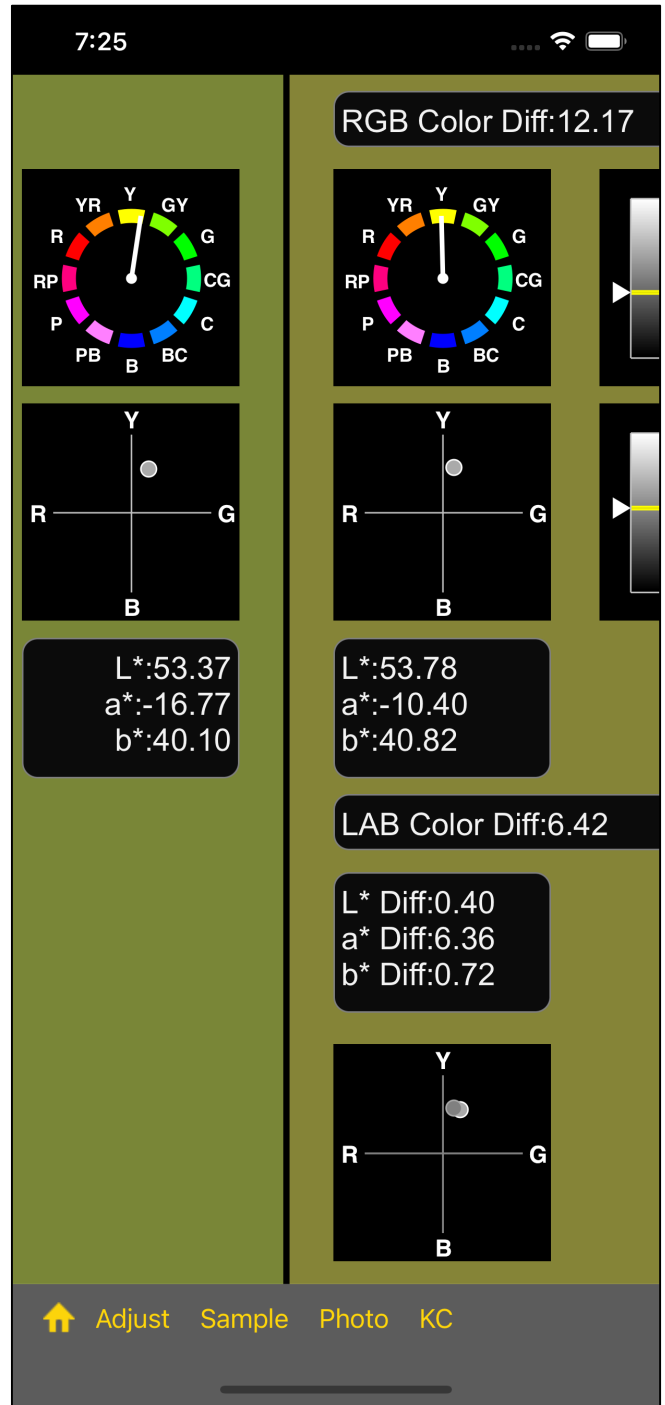 7:25
RGB Color Diff:12.17
Y
YR
GY
R
G
RP
CG
P
C
PB
BC
B
Y
YR
GY
R
G
RP
CG
P
C
PB
BC
B
Y
R
G
B
Y
R
G
B
L*:53.37
a*:-16.77
b*:40.10
L*:53.78
a*:-10.40
b*:40.82
LAB Color Diff:6.42
L* Diff:0.40
a* Diff:6.36
b* Diff:0.72
Y
R
G
B
Adjust Sample Photo KC